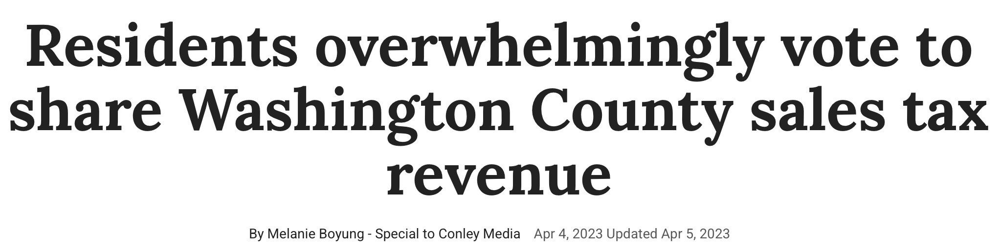 Residents overwhelmingly vote to
share Washington County sales tax
revenue
By Melanie Boyung - Special to Conley Media Apr 4, 2023 Updated Apr 5, 2023